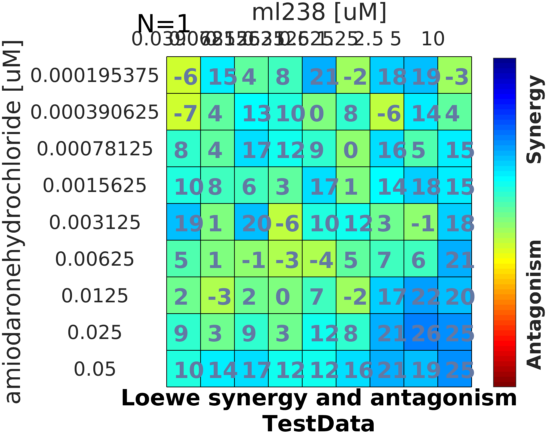 ml238 [uM]
N=1
2.5 5 10
0.000195375 -6 15 4 8 21 -2 18 19 -3
0.000390625 -7 4 13 10 0 8 -6 14 4
0.00078125 8 4 17 12 9 0 16 5 15
0.0015625 10 8 6 3 17 1 14 18 15
0.003125 19 1 20 -6 10 12 3 -1 18
0.00625 5 1 -1 -3 -4 5 7 6 21
0.0125 2 -3 2 0 7 -2 17 22 20
0.025 9 3 9 3 12 8 21 26 25
0.05 10 14 17 12 12 16 21 19 25
amiodaronehydrochloride [uM]
Synergy
Antagonism
Loewe synergy and antagonism
TestData